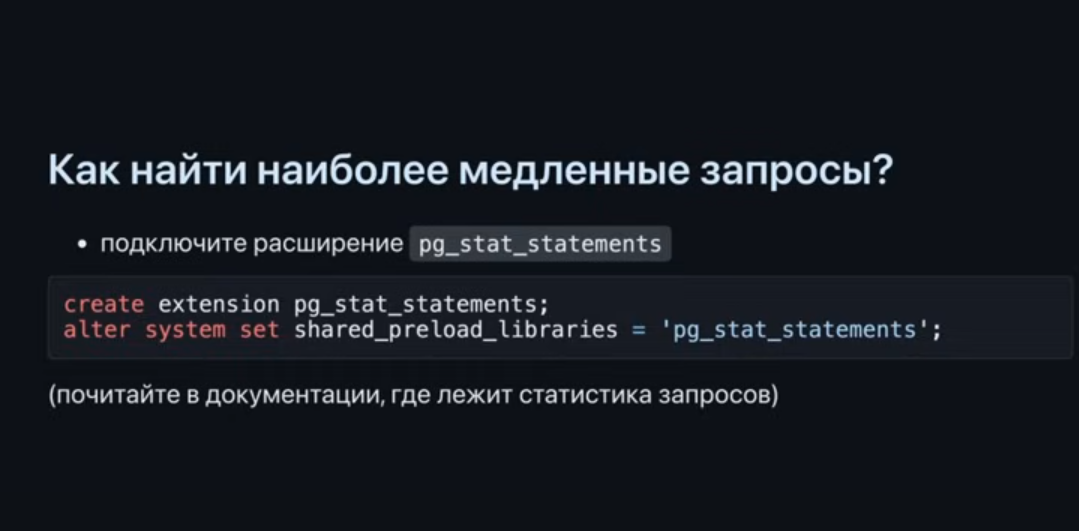 Как найти наиболее медленные запросы?
• подключите расширение pg_stat_statements
create extension pg_stat_statements;
alter system set shared_preload_libraries = 'pg_stat_statements';
(почитайте в документации, где лежит статистика запросов)